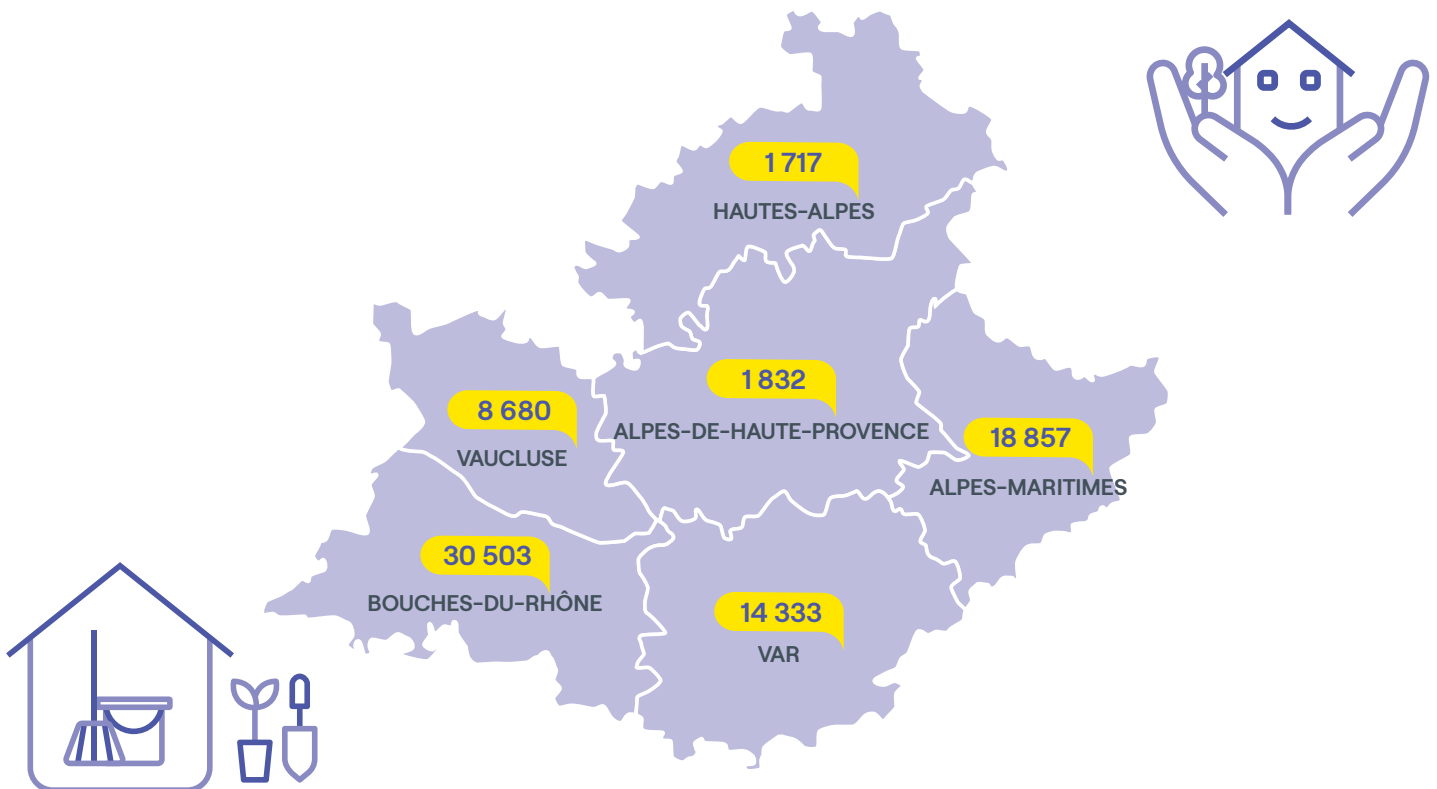 1 717
HAUTES-ALPES
1 832
ALPES-DE-HAUTE-PROVENCE
8 680
VAUCLUSE
18 857
ALPES-MARITIMES
30 503
BOUCHES-DU-RHÔNE
14 333
VAR